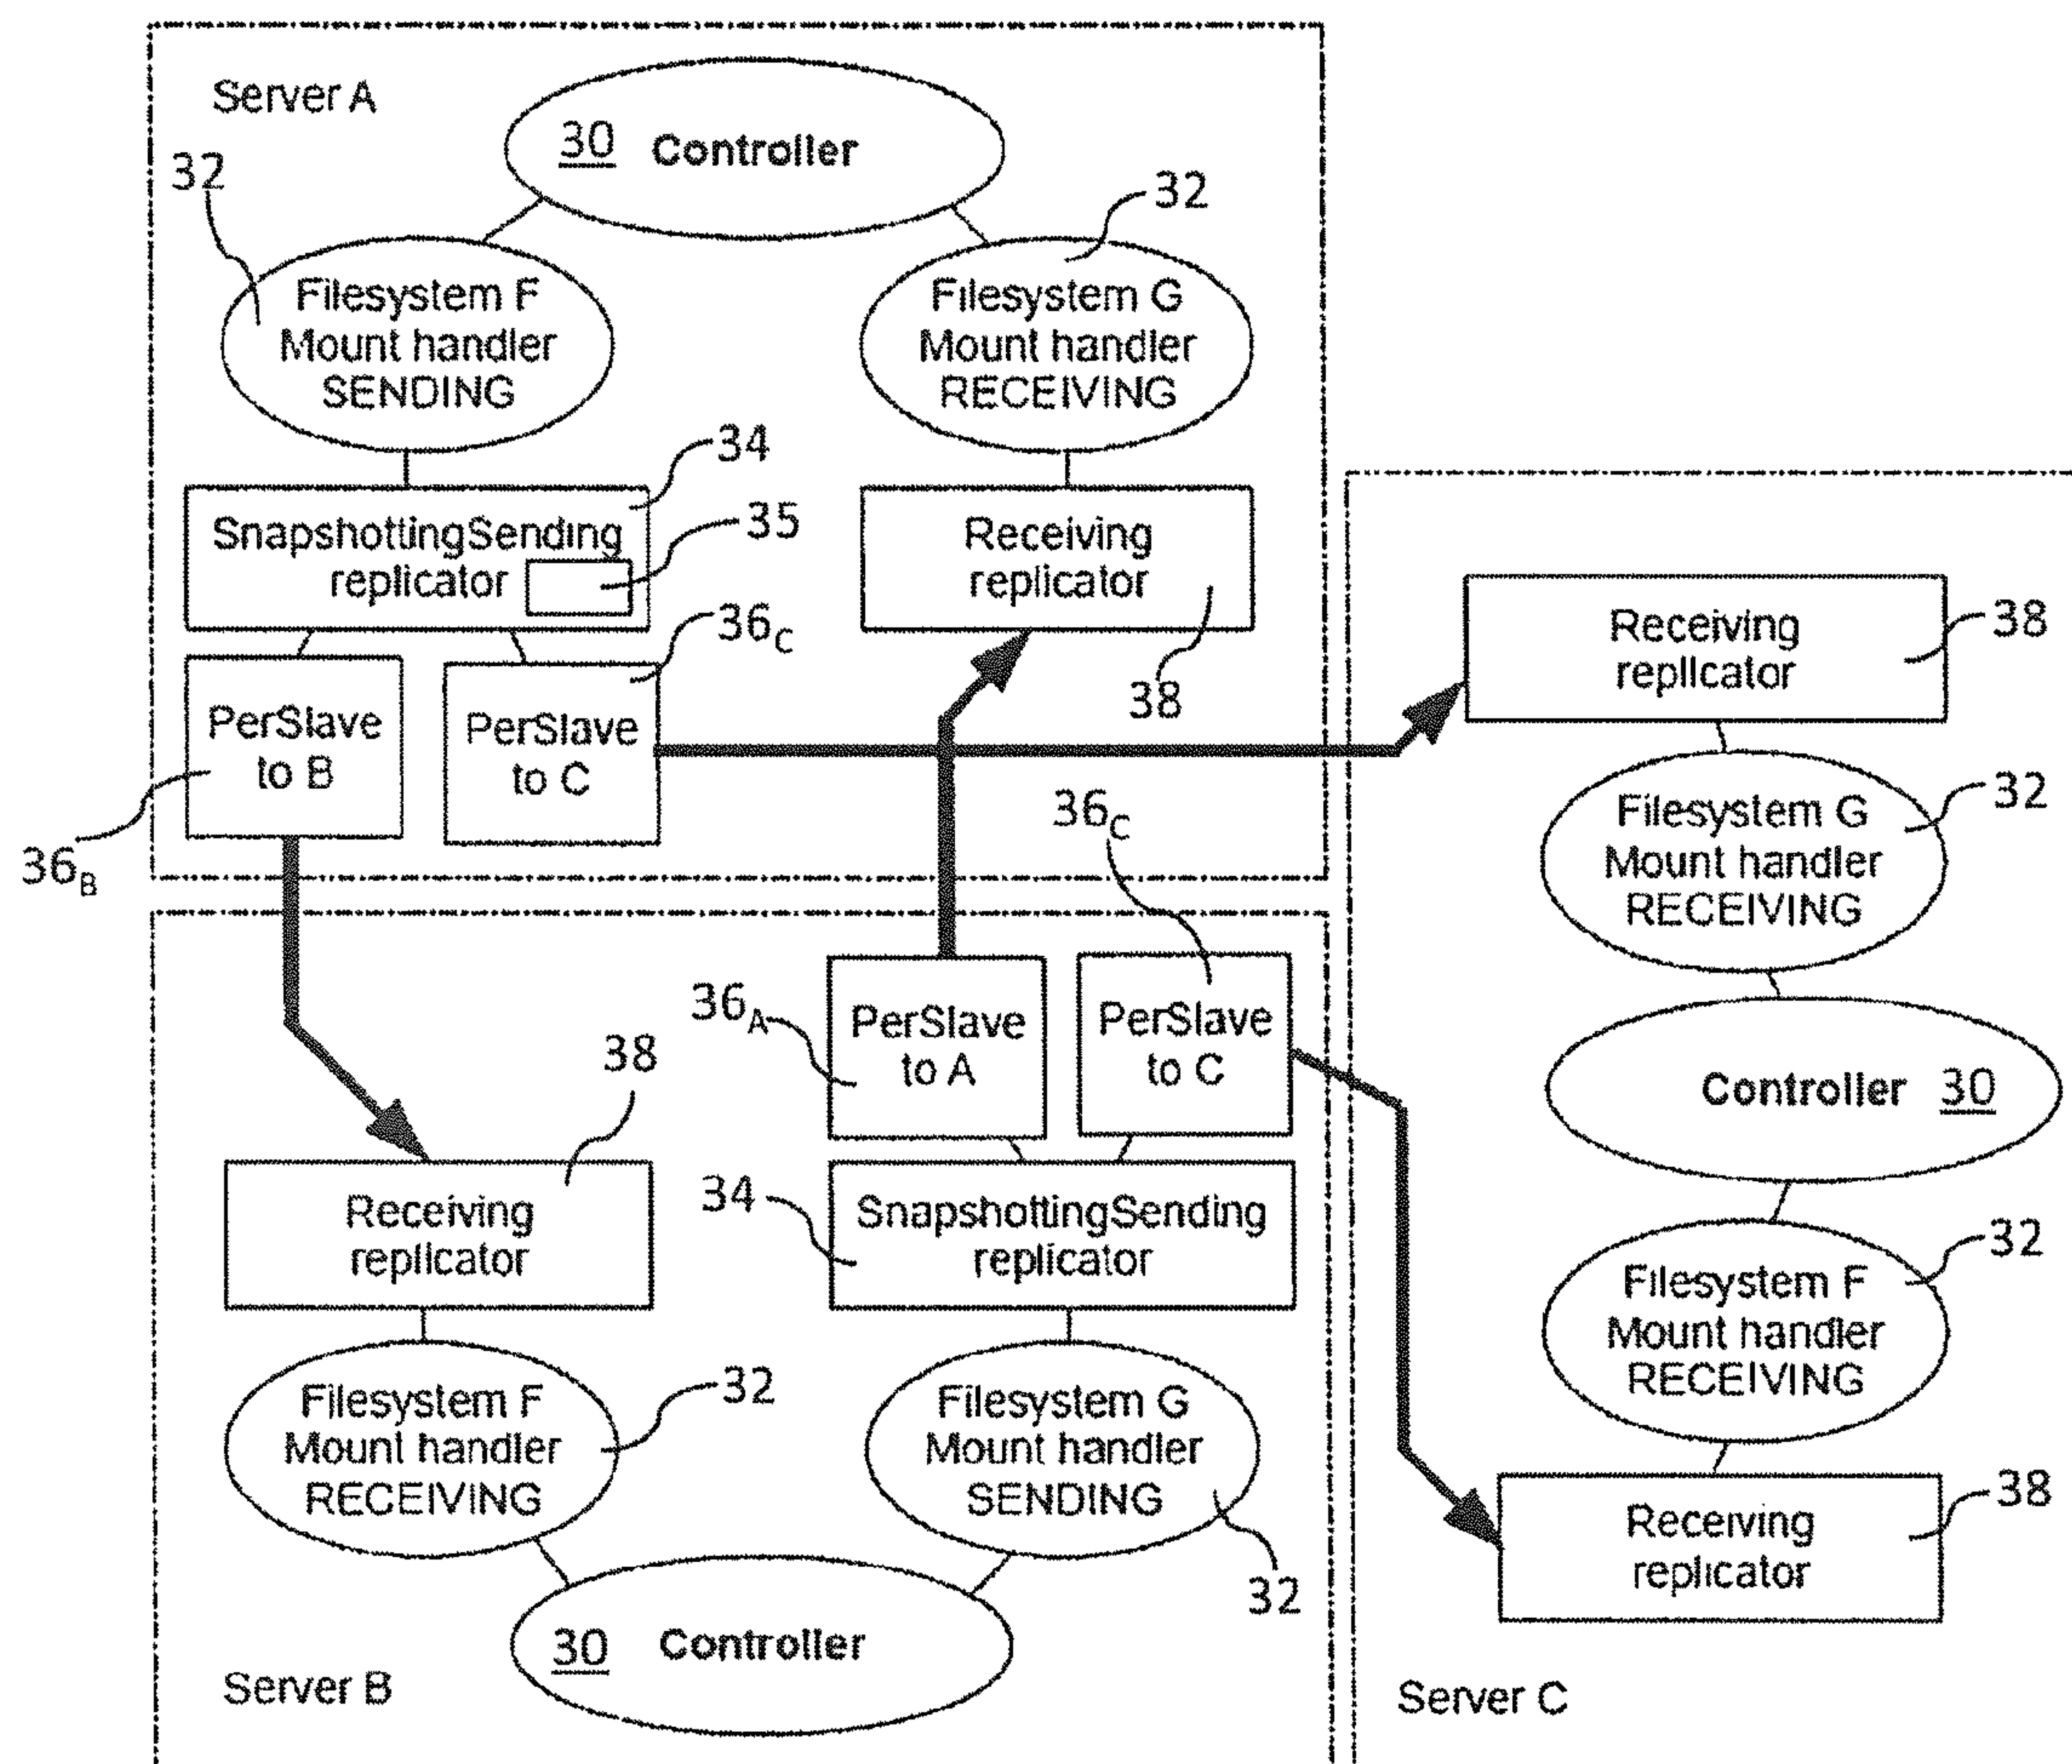 Server A
30 Controller
32
32
Filesystem F
Mount handler
SENDING
Filesystem G
Mount handler
RECEIVING
34
SnapshottingSending
replicator
35
Receiving
replicator
36C
38
PerSlave
to B
PerSlave
to C
36B
Receiving
replicator
38
Filesystem G
Mount handler
RECEIVING
32
Controller 30
Filesystem F
Mount handler
RECEIVING
32
Receiving
replicator
38
Server C
36C
36A
PerSlave
to A
PerSlave
to C
38
Receiving
replicator
34
SnapshottingSending
replicator
Filesystem F
Mount handler
RECEIVING
32
Filesystem G
Mount handler
SENDING
32
30 Controller
Server B